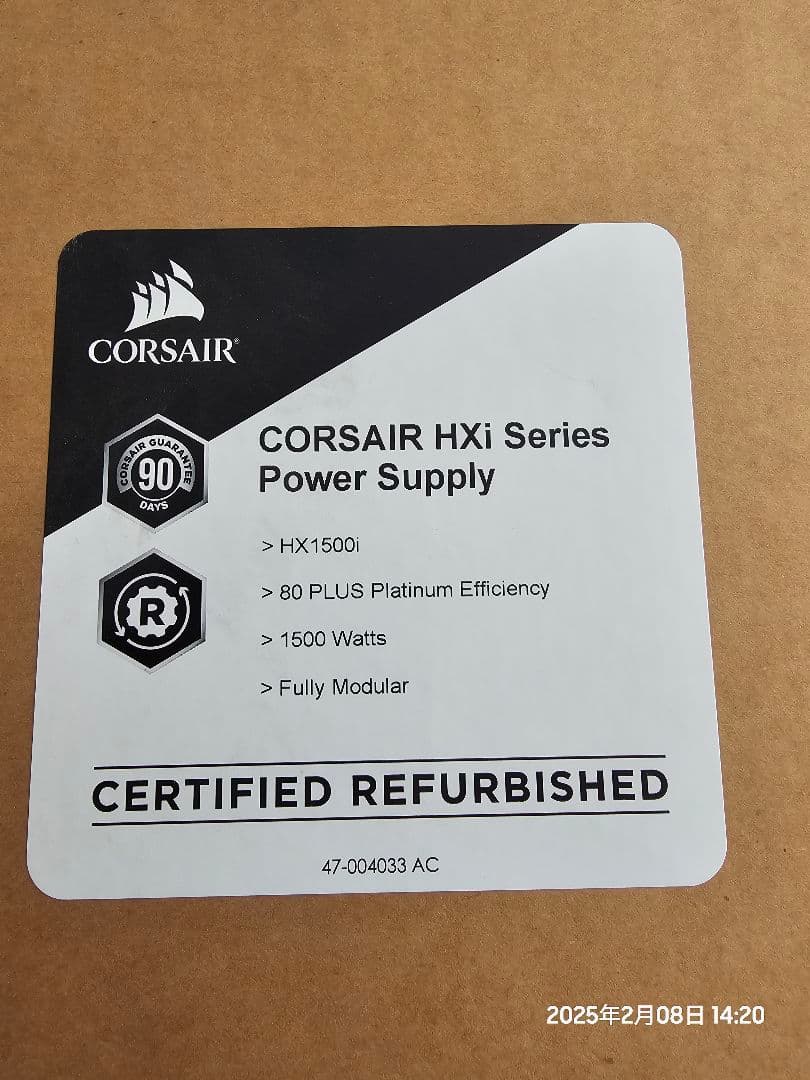 CORSAIR®
CORSAIR GUARANTEE
90
DAYS
R
CORSAIR HXi Series
Power Supply
> HX1500i
> 80 PLUS Platinum Efficiency
> 1500 Watts
> Fully Modular
CERTIFIED REFURBISHED
47-004033 AC
2025年2月08日 14:20